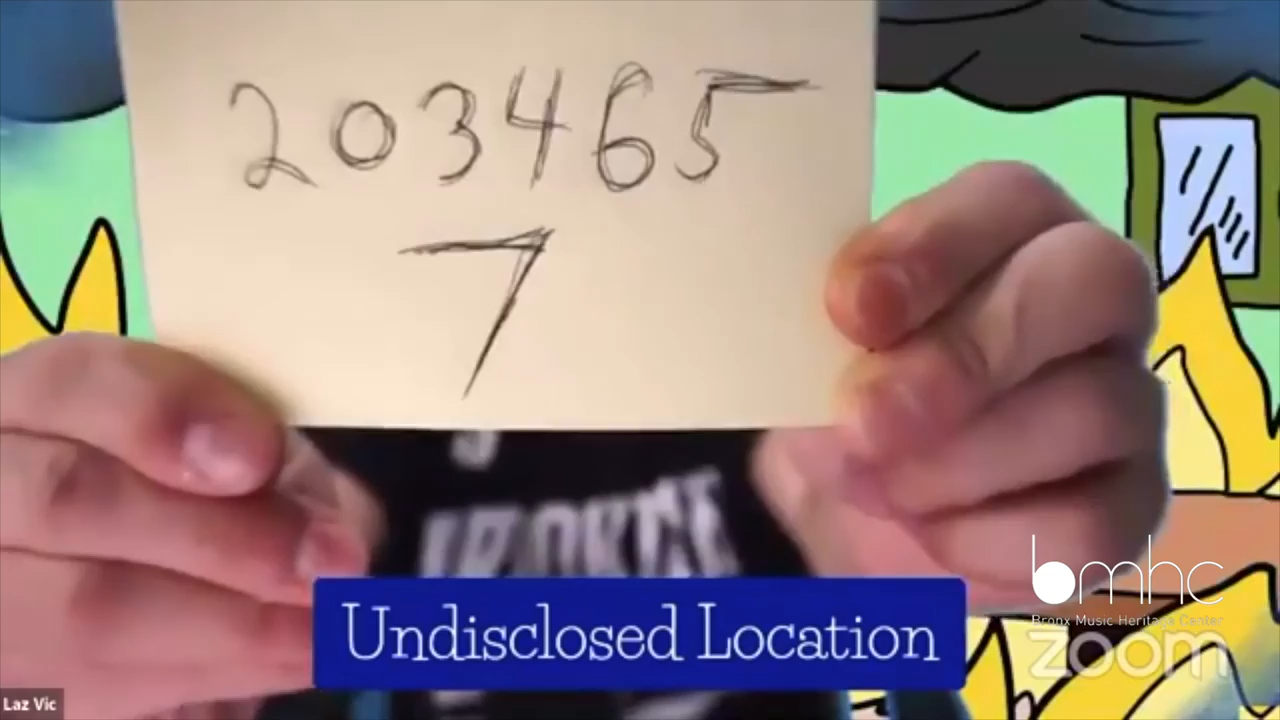 203465
7
Undisclosed Location
bmhc
Bronx Music Heritage Center
zoom
Laz Vic